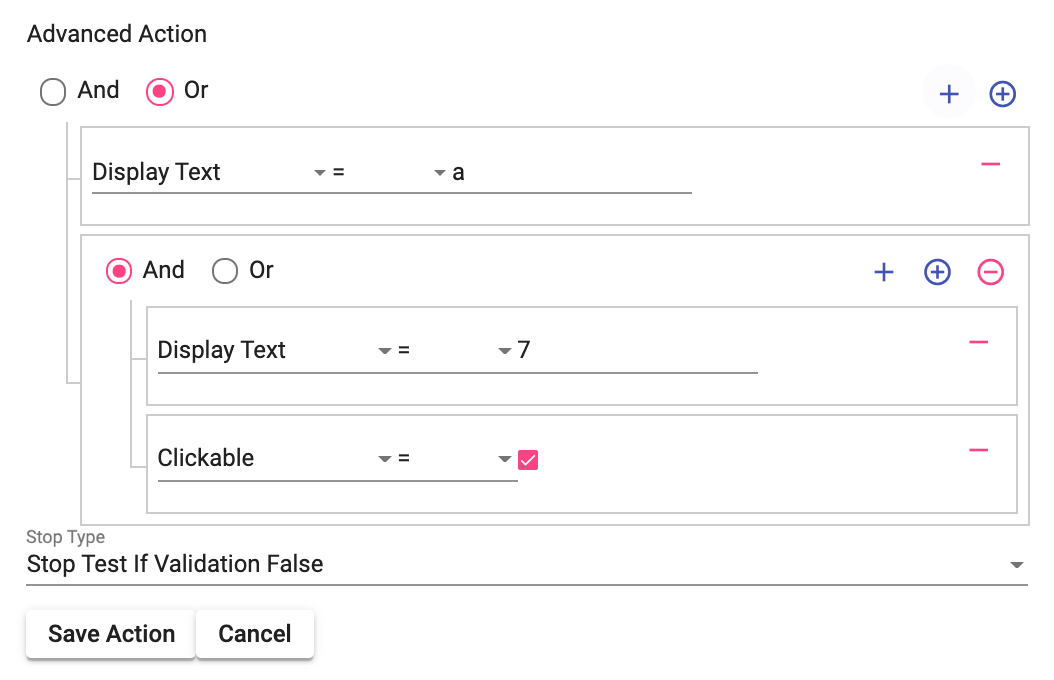 Advanced Action
And Or
Display Text = a
And Or
Display Text = 7
Clickable =
Stop Type
Stop Test If Validation False
Save Action Cancel